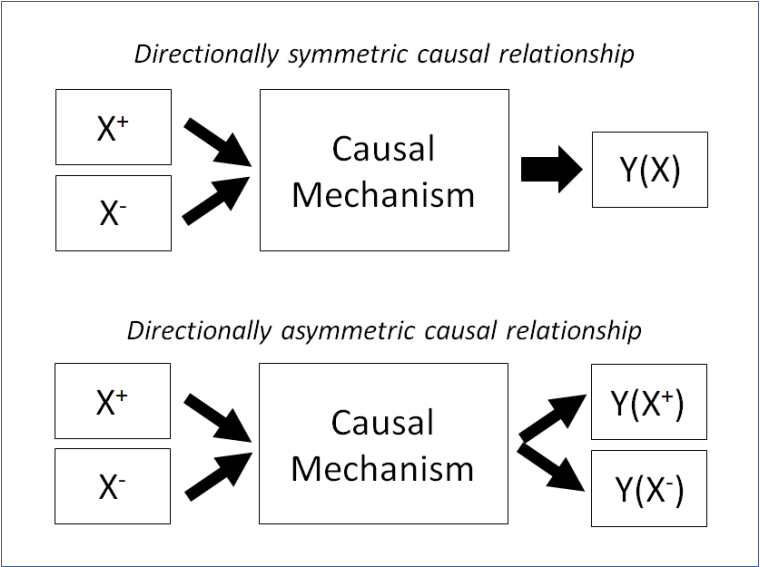 Directionally symmetric causal relationship
X⁺
X⁻
Causal
Mechanism
Y(X)
Directionally asymmetric causal relationship
X⁺
X⁻
Causal
Mechanism
Y(X⁺)
Y(X⁻)